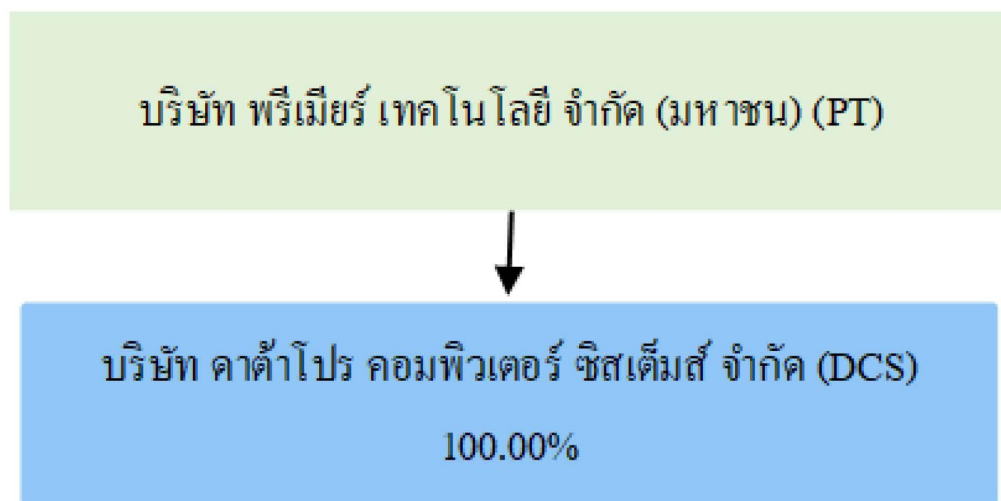 บริษัท พรีเมียร์ เทคโนโลยี จำกัด (มหาชน) (PT)
บริษัท ดาต้าโปร คอมพิวเตอร์ ซิสเต็มส์ จำกัด (DCS)
100.00%